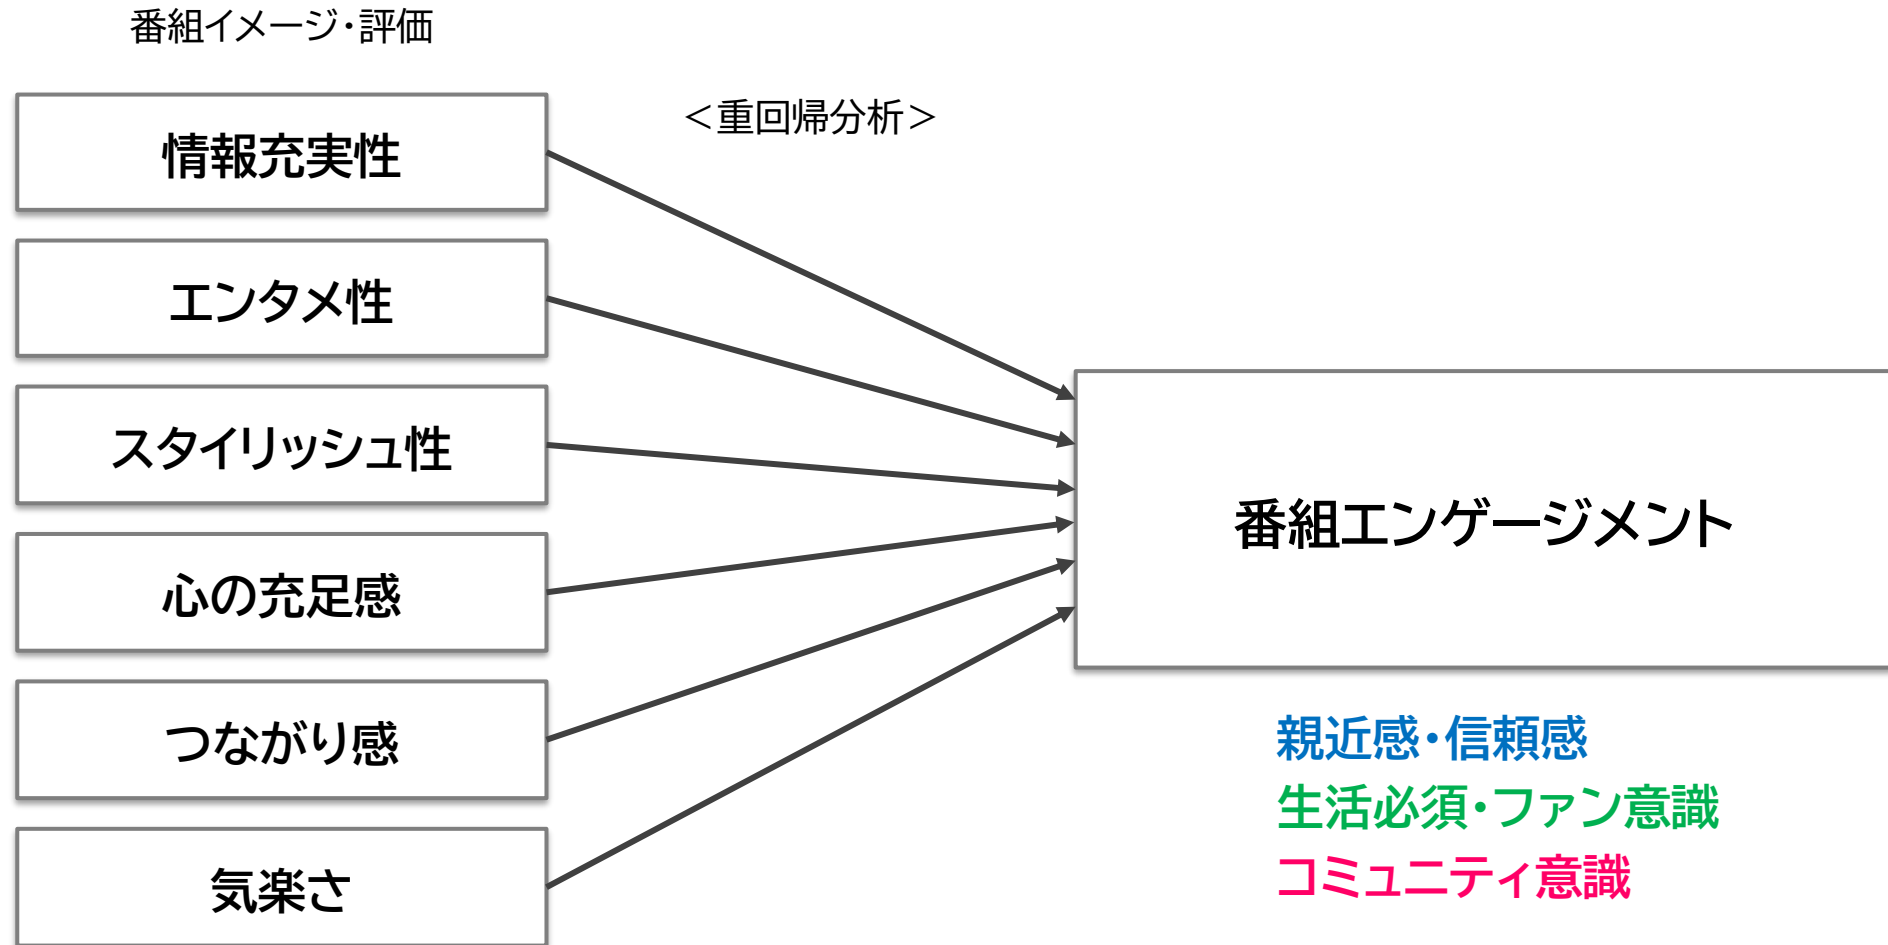 番組イメージ・評価
＜重回帰分析＞
情報充実性
エンタメ性
スタイリッシュ性
心の充足感
つながり感
気楽さ
番組エンゲージメント
親近感・信頼感
生活必須・ファン意識
コミュニティ意識